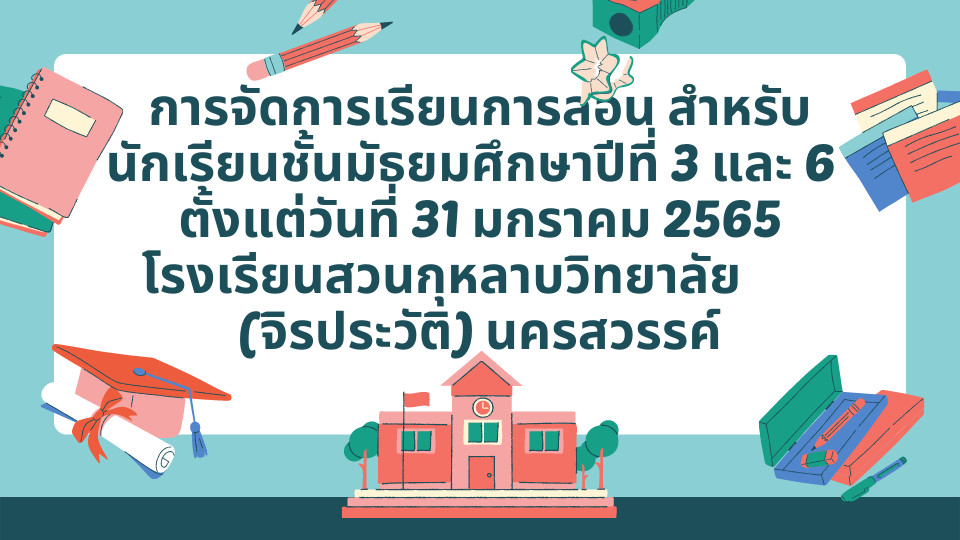 การจัดการเรียนการสอน สำหรับ
นักเรียนชั้นมัธยมศึกษาปีที่ 3 และ 6
ตั้งแต่วันที่ 31 มกราคม 2565
โรงเรียนสวนกุหลาบวิทยาลัย
(จิรประวัติ) นครสวรรค์